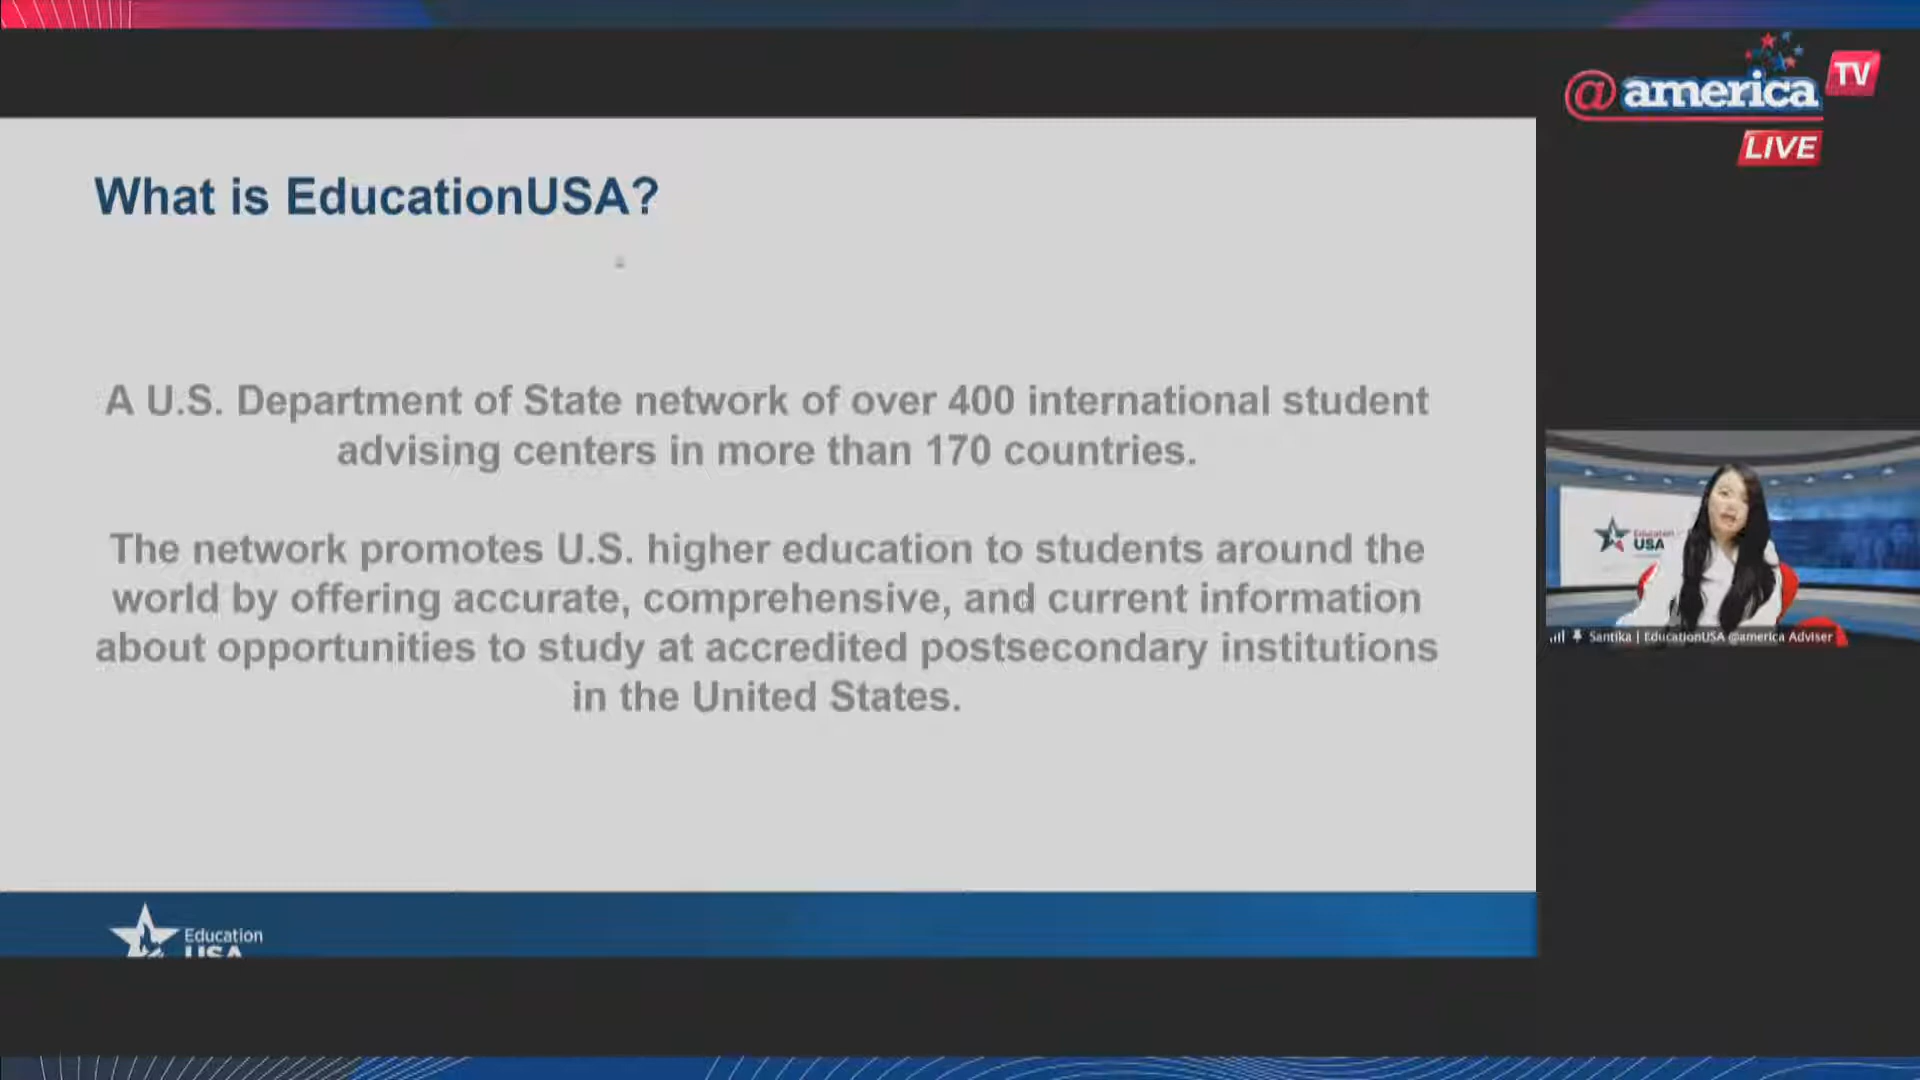 @america TV
LIVE
What is EducationUSA?
A U.S. Department of State network of over 400 international student
advising centers in more than 170 countries.
The network promotes U.S. higher education to students around the
world by offering accurate, comprehensive, and current information
about opportunities to study at accredited postsecondary institutions
in the United States.
Education
USA
Santika | EducationUSA @america Adviser
Education
USA